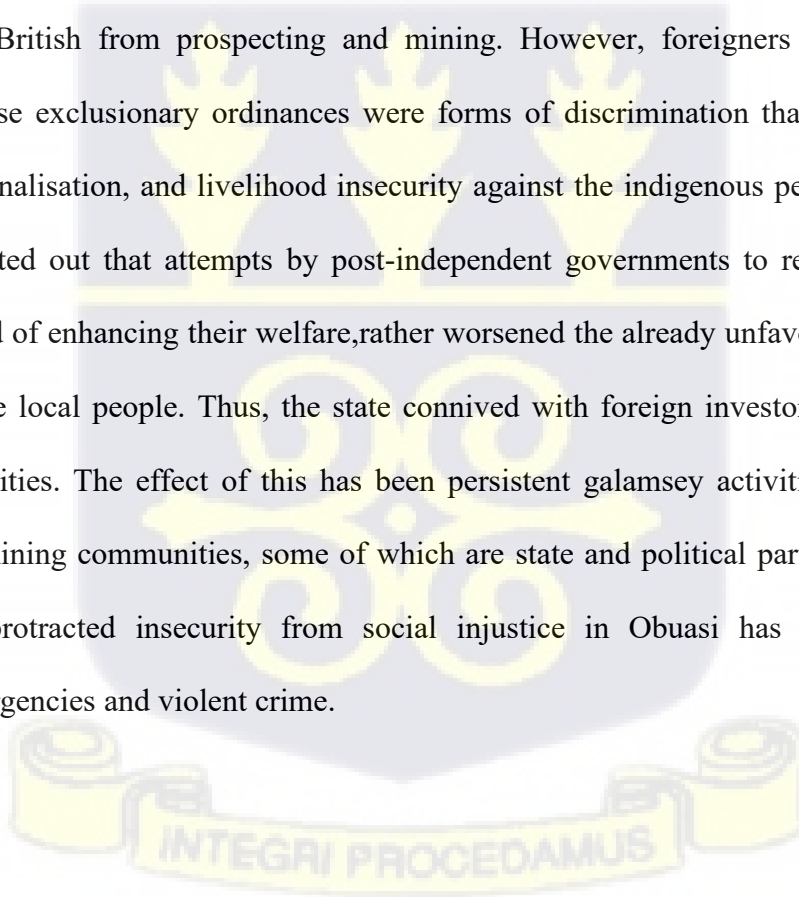 British from prospecting and mining. However, foreigners
se exclusionary ordinances were forms of discrimination tha
nalisation, and livelihood insecurity against the indigenous pe
ted out that attempts by post-independent governments to re
l of enhancing their welfare,rather worsened the already unfav
e local people. Thus, the state connived with foreign investo
ities. The effect of this has been persistent galamsey activit
ining communities, some of which are state and political par
protracted insecurity from social injustice in Obuasi has
rgencies and violent crime.
INTEGRI PROCEDAMUS